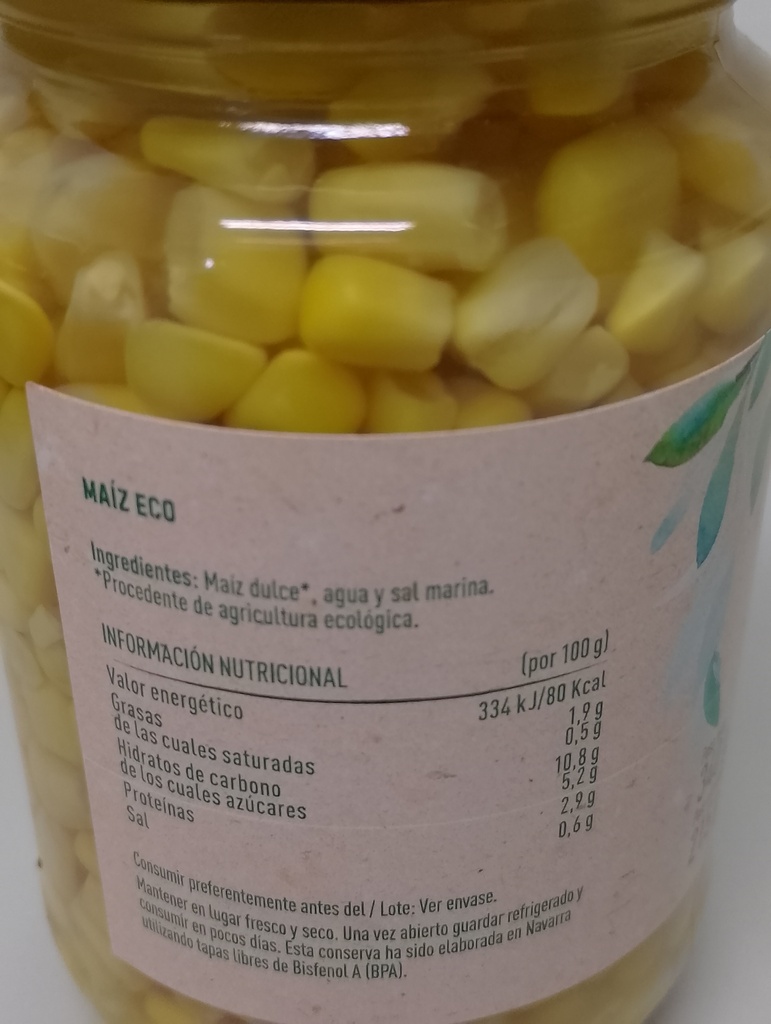 MAÍZ ECO
Ingredientes: Maíz dulce*, agua y sal marina.
*Procedente de agricultura ecológica.
INFORMACIÓN NUTRICIONAL (por 100 g)
Valor energético 334 kJ/80 Kcal
Grasas 1,9 g
de las cuales saturadas 0,5 g
Hidratos de carbono 10,8 g
de los cuales azúcares 5,2 g
Proteínas 2,9 g
Sal 0,6 g
Consumir preferentemente antes del / Lote: Ver envase.
Mantener en lugar fresco y seco. Una vez abierto guardar refrigerado y
consumir en pocos días. Esta conserva ha sido elaborada en Navarra
utilizando tapas libres de Bisfenol A (BPA).